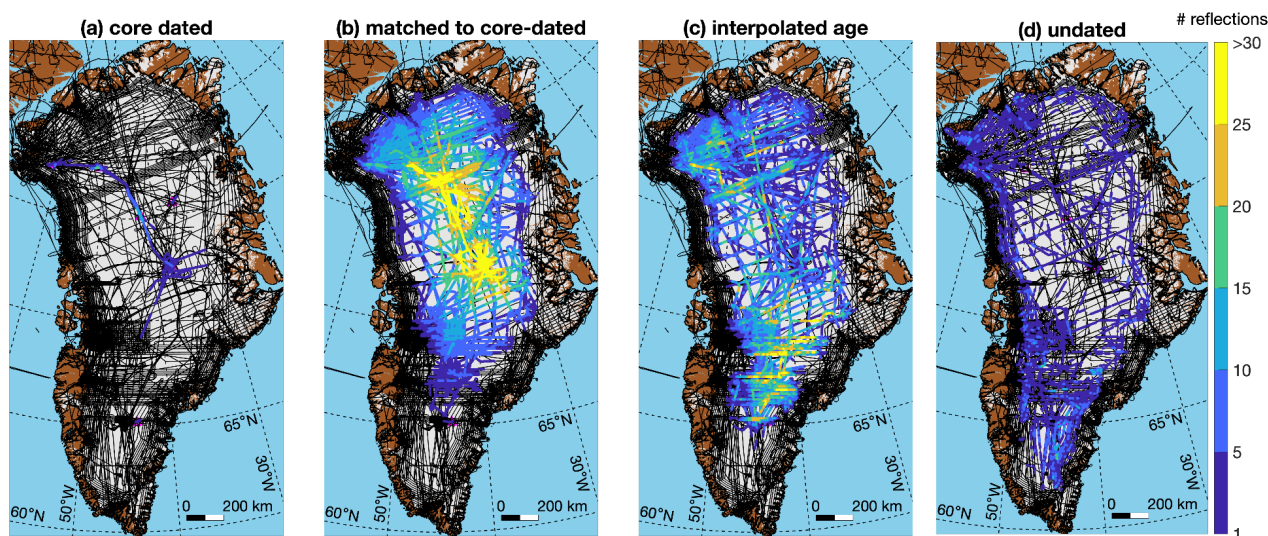 (a) core dated
(b) matched to core-dated
(c) interpolated age
(d) undated
# reflections
>30
25
20
15
10
5
1
65°N
30°W
50°W
60°N
0
200 km
65°N
30°W
50°W
60°N
0
200 km
65°N
30°W
50°W
60°N
0
200 km
65°N
30°W
50°W
60°N
0
200 km